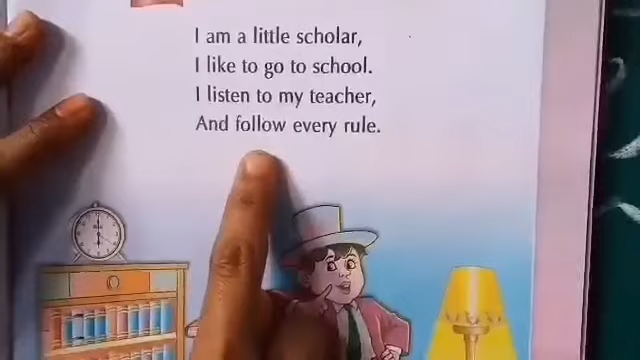 I am a little scholar,
I like to go to school.
I listen to my teacher,
And follow every rule.